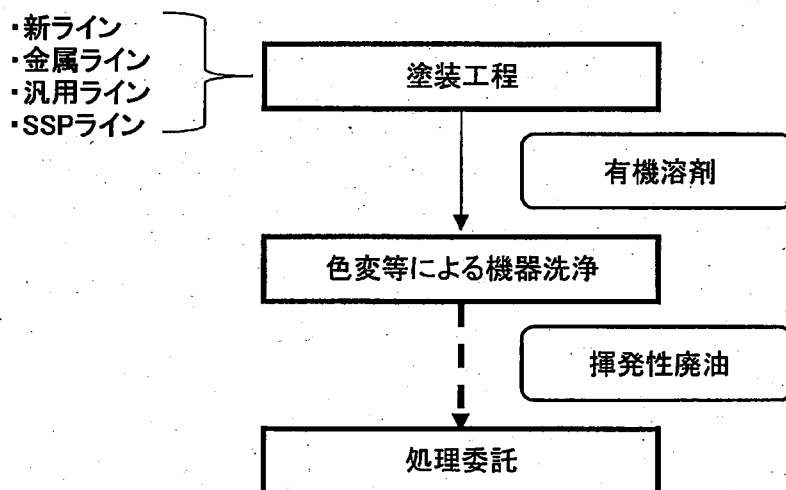 ・新ライン
・金属ライン
・汎用ライン
・SSPライン
塗装工程
有機溶剤
色変等による機器洗浄
揮発性廃油
処理委託